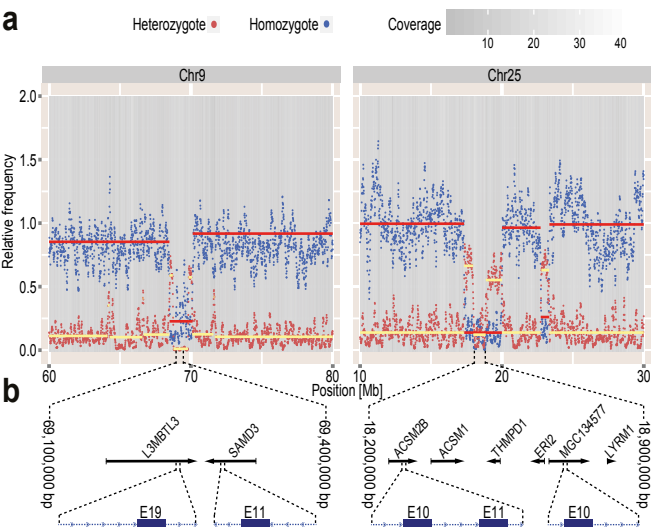 a
Heterozygote
Homozygote
Coverage
10 20 30 40
Chr9
Chr25
Relative frequency
2.0
1.5
1.0
0.5
0.0
60 70 80
10 20 30
Position [Mb]
b
69,100,000 bp
L3MBTL3
SAMD3
69,400,000 bp
18,200,000 bp
ACSM2B
ACSM1
THMPD1
ERI2
MGC134577
LYRM1
18,900,000 bp
E19
E11
E10
E11
E10